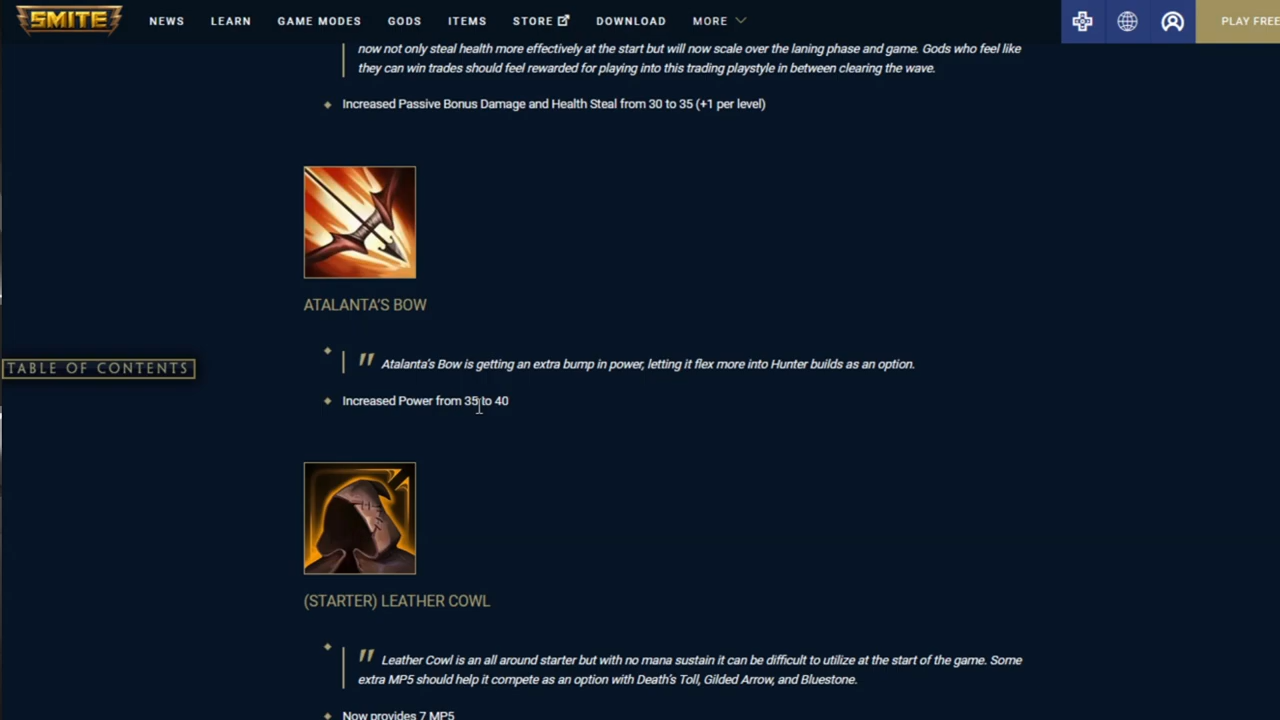 SMITE NEWS LEARN GAME MODES GODS ITEMS STORE DOWNLOAD MORE PLAY FREE
now not only steal health more effectively at the start but will now scale over the laning phase and game. Gods who feel like
they can win trades should feel rewarded for playing into this trading playstyle in between clearing the wave.
Increased Passive Bonus Damage and Health Steal from 30 to 35 (+1 per level)
ATALANTA'S BOW
" Atalanta's Bow is getting an extra bump in power, letting it flex more into Hunter builds as an option.
TABLE OF CONTENTS
Increased Power from 35 to 40
(STARTER) LEATHER COWL
" Leather Cowl is an all around starter but with no mana sustain it can be difficult to utilize at the start of the game. Some
extra MP5 should help it compete as an option with Death's Toll, Gilded Arrow, and Bluestone.
Now provides 7 MP5